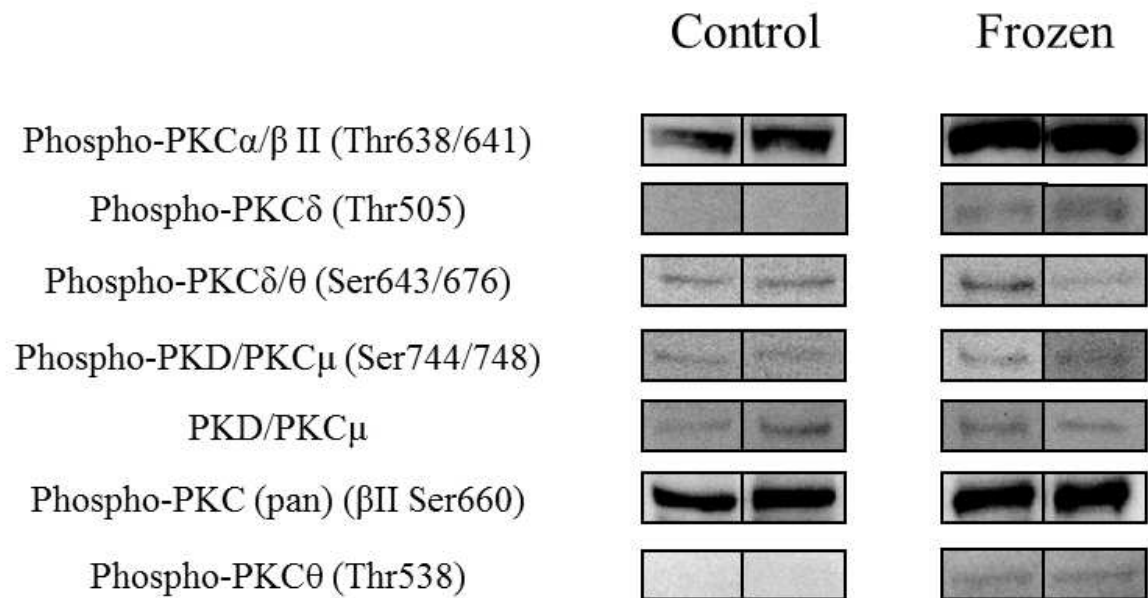 Control Frozen
Phospho-PKCα/β II (Thr638/641)
Phospho-PKCδ (Thr505)
Phospho-PKCδ/θ (Ser643/676)
Phospho-PKD/PKCμ (Ser744/748)
PKD/PKCμ
Phospho-PKC (pan) (βII Ser660)
Phospho-PKCθ (Thr538)